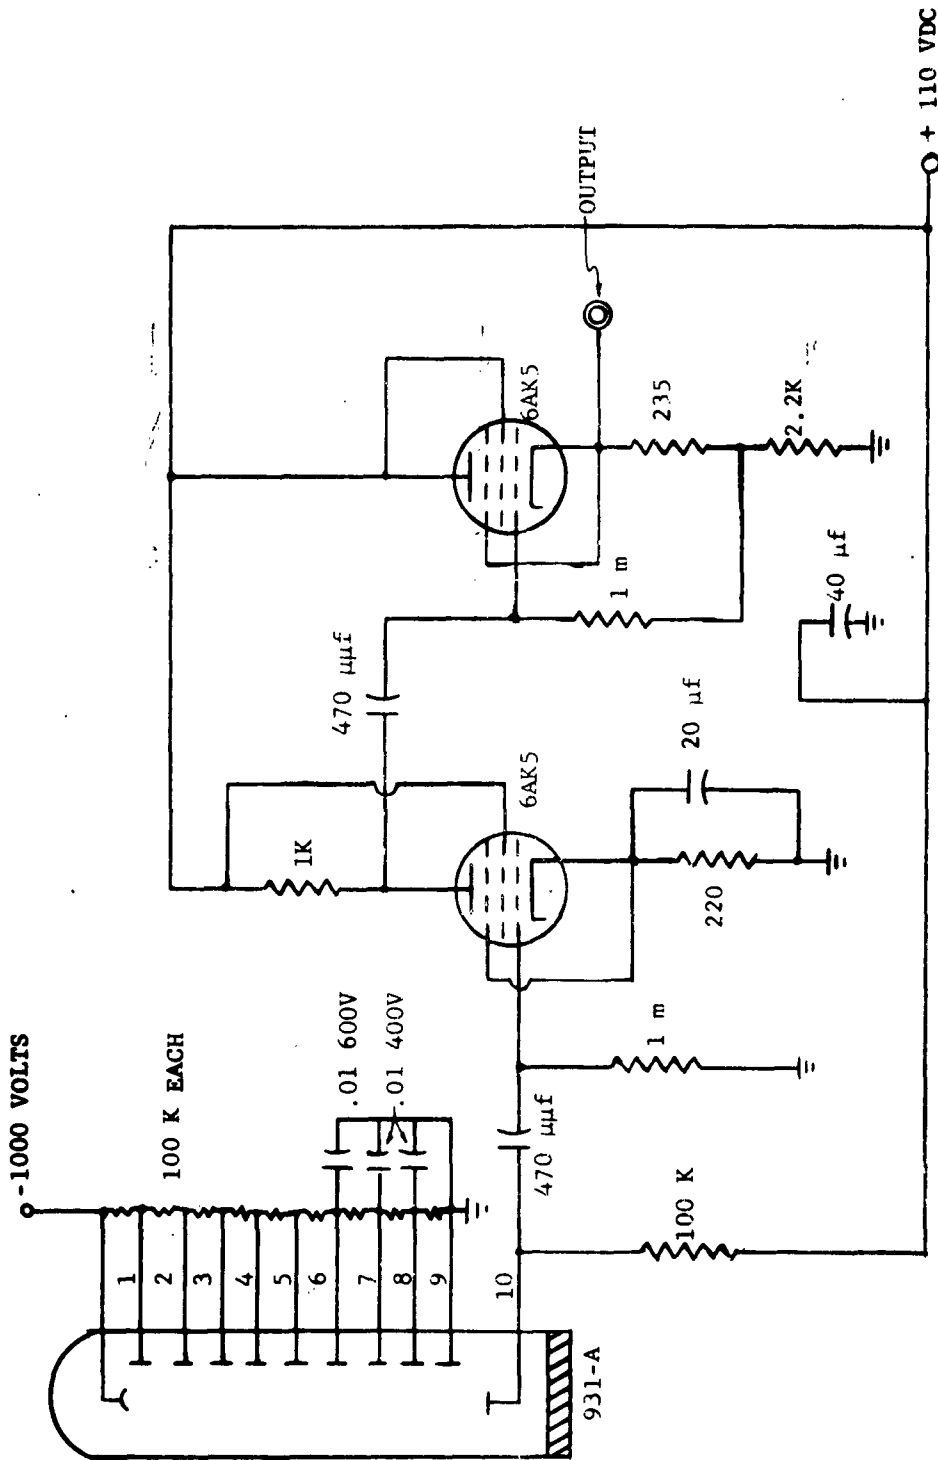 -1000 VOLTS
100 K EACH
.01 600V
.01 400V
1
2
3
4
5
6
7
8
9
10
931-A
470 μμf
100 K
1 m
1K
6AK5
220
20 μf
470 μμf
1 m
6AK5
235
2.2K
40 μf
OUTPUT
+ 110 VDC